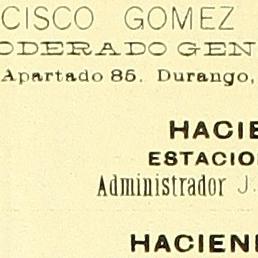 CISCO GOMEZ
ODERADO GEN
Apartado 85. Durango,
HACIE
ESTACIO
Administrador J.
HACIEN